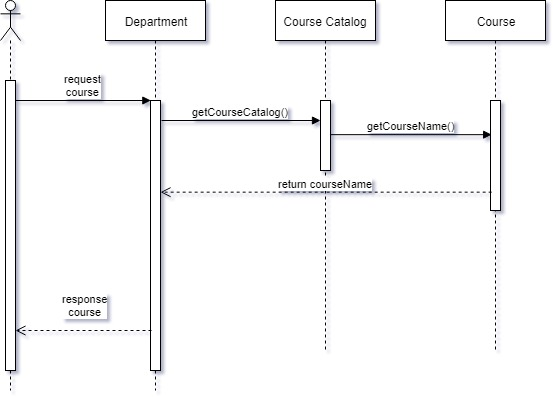 Department
Course Catalog
Course
request
course
getCourseCatalog()
getCourseName()
return courseName
response
course